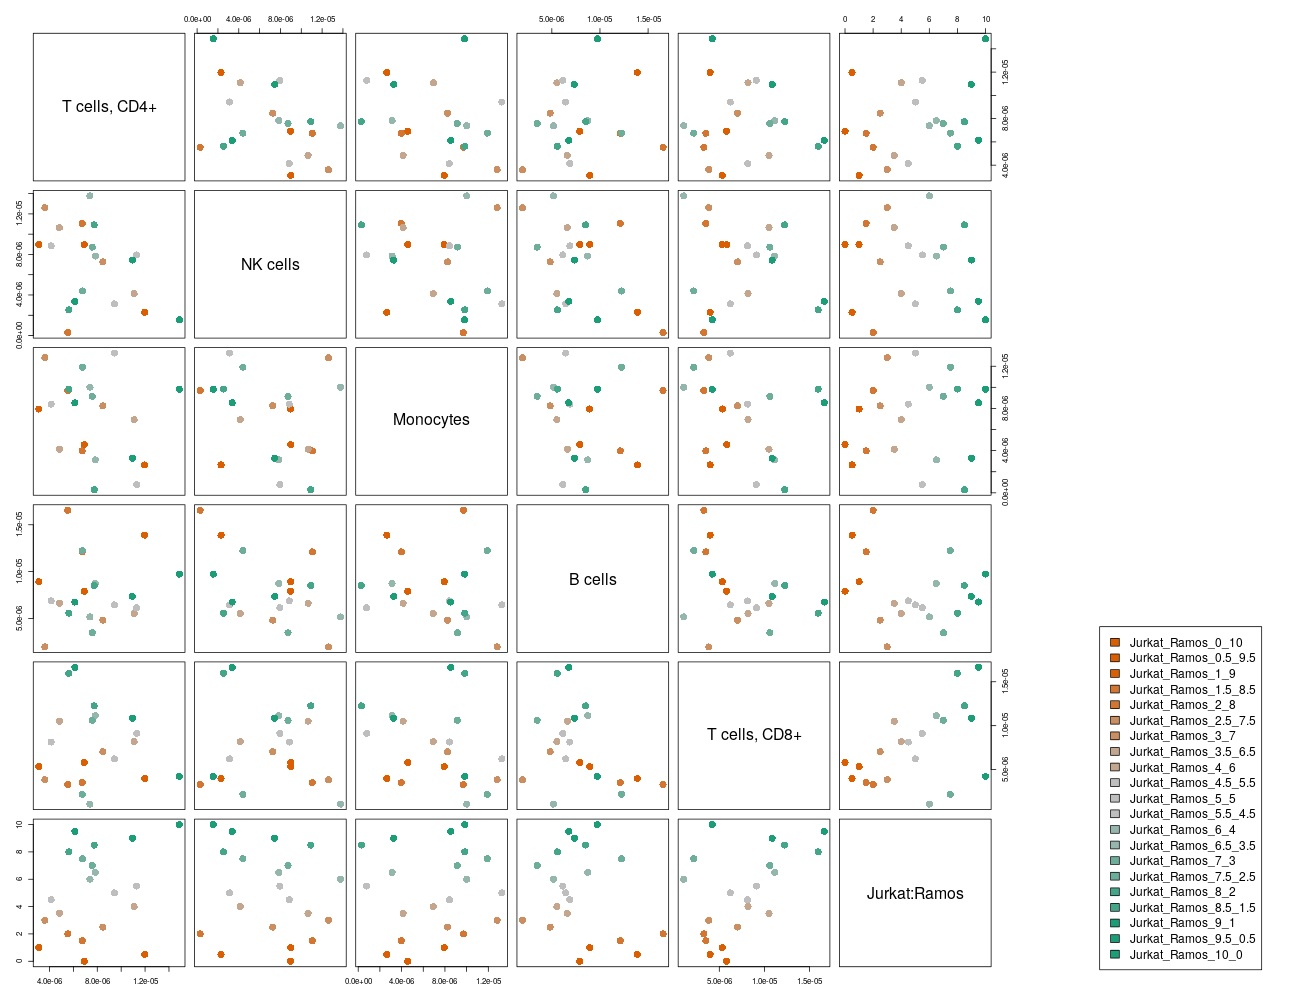 0.0e+00 4.0e-06 8.0e-06 1.2e-05
5.0e-06 1.0e-05 1.5e-05
0 2 4 6 8 10
T cells, CD4+
4.0e-06 8.0e-06 1.2e-05
0.0e+00 4.0e-06 8.0e-06 1.2e-05
NK cells
Monocytes
0.0e+00 4.0e-06 8.0e-06 1.2e-05
5.0e-06 1.0e-05 1.5e-05
B cells
T cells, CD8+
5.0e-06 1.0e-05 1.5e-05
0 2 4 6 8 10
Jurkat:Ramos
4.0e-06 8.0e-06 1.2e-05
0.0e+00 4.0e-06 8.0e-06 1.2e-05
5.0e-06 1.0e-05 1.5e-05
Jurkat_Ramos_0_10
Jurkat_Ramos_0.5_9.5
Jurkat_Ramos_1_9
Jurkat_Ramos_1.5_8.5
Jurkat_Ramos_2_8
Jurkat_Ramos_2.5_7.5
Jurkat_Ramos_3_7
Jurkat_Ramos_3.5_6.5
Jurkat_Ramos_4_6
Jurkat_Ramos_4.5_5.5
Jurkat_Ramos_5_5
Jurkat_Ramos_5.5_4.5
Jurkat_Ramos_6_4
Jurkat_Ramos_6.5_3.5
Jurkat_Ramos_7_3
Jurkat_Ramos_7.5_2.5
Jurkat_Ramos_8_2
Jurkat_Ramos_8.5_1.5
Jurkat_Ramos_9_1
Jurkat_Ramos_9.5_0.5
Jurkat_Ramos_10_0